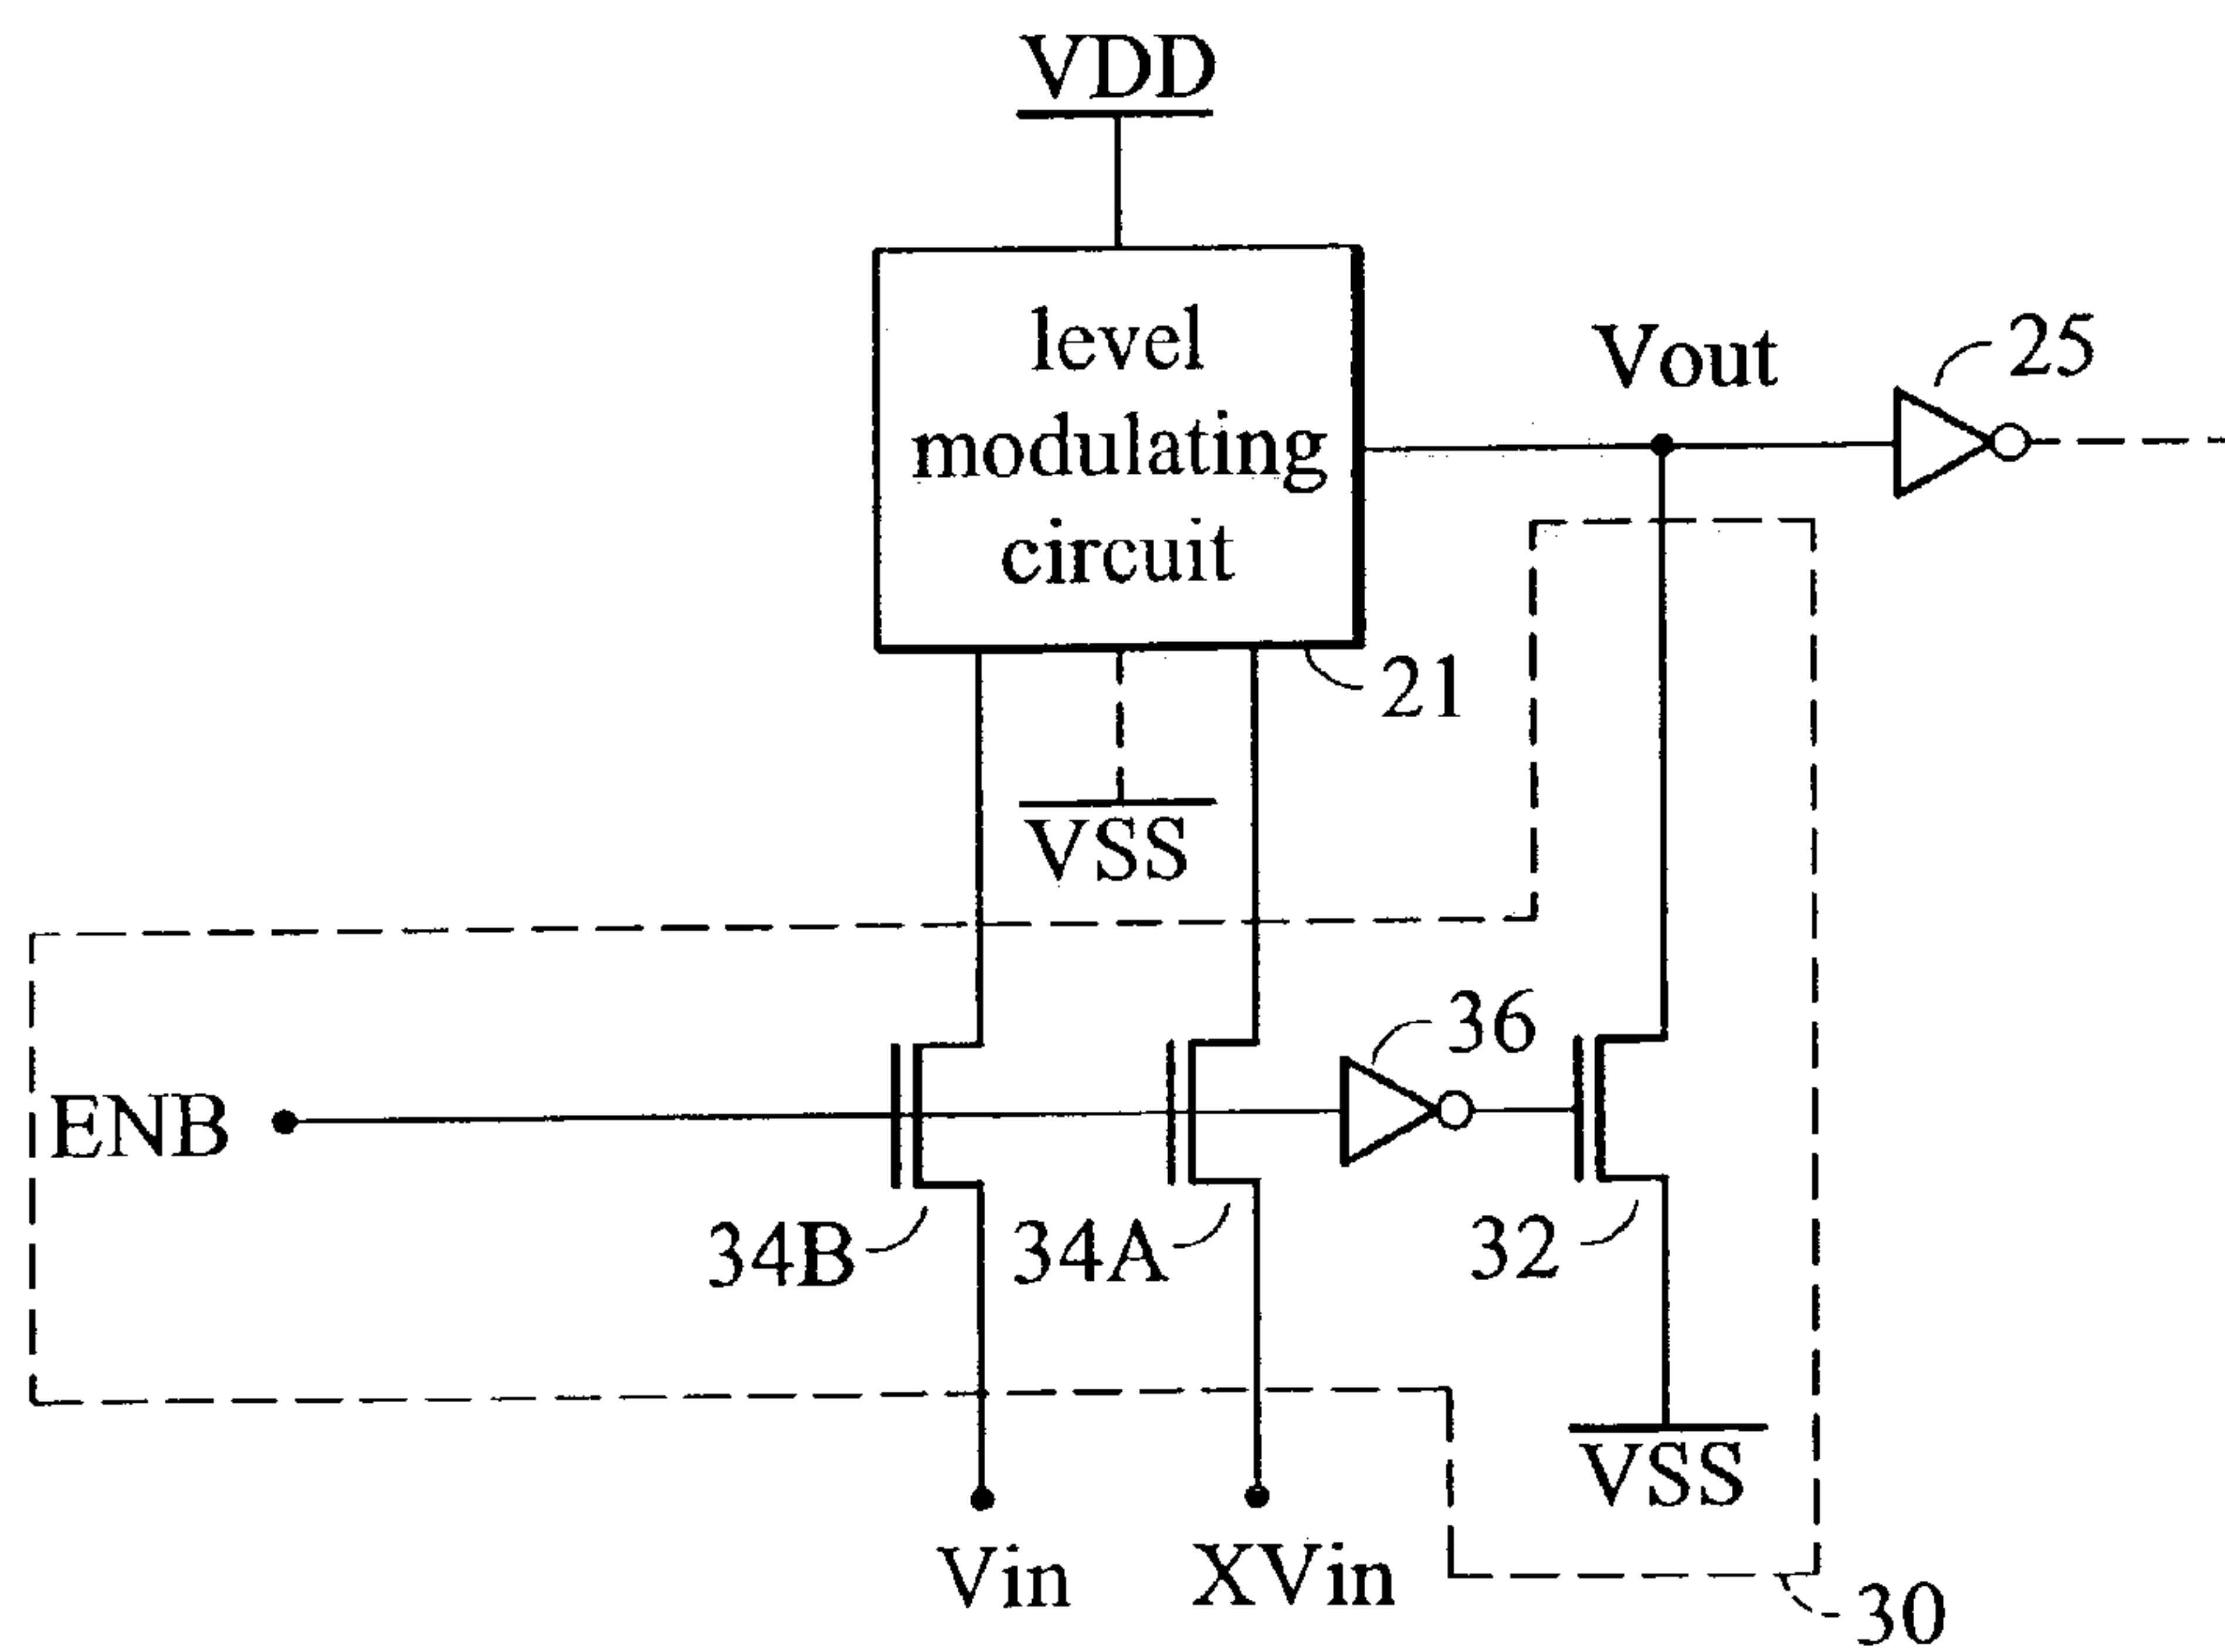 VDD
level
modulating
circuit
Vout
25
21
VSS
36
ENB
34B
34A
32
VSS
Vin
XVin
30